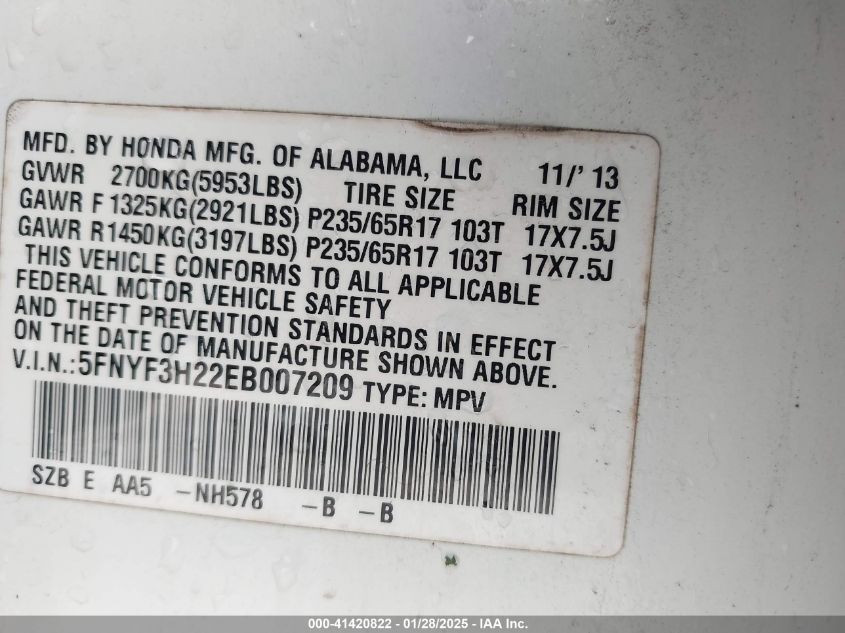 MFD. BY HONDA MFG. OF ALABAMA, LLC 11/' 13
GVWR 2700KG(5953LBS) TIRE SIZE RIM SIZE
GAWR F 1325KG(2921LBS) P235/65R17 103T 17X7.5J
GAWR R1450KG(3197LBS) P235/65R17 103T 17X7.5J
THIS VEHICLE CONFORMS TO ALL APPLICABLE
FEDERAL MOTOR VEHICLE SAFETY
AND THEFT PREVENTION STANDARDS IN EFFECT
ON THE DATE OF MANUFACTURE SHOWN ABOVE.
V.I.N.:5FNYF3H22EB007209 TYPE: MPV
SZB E AA5 -NH578 -B -B
000-41420822 - 01/28/2025 - IAA Inc.